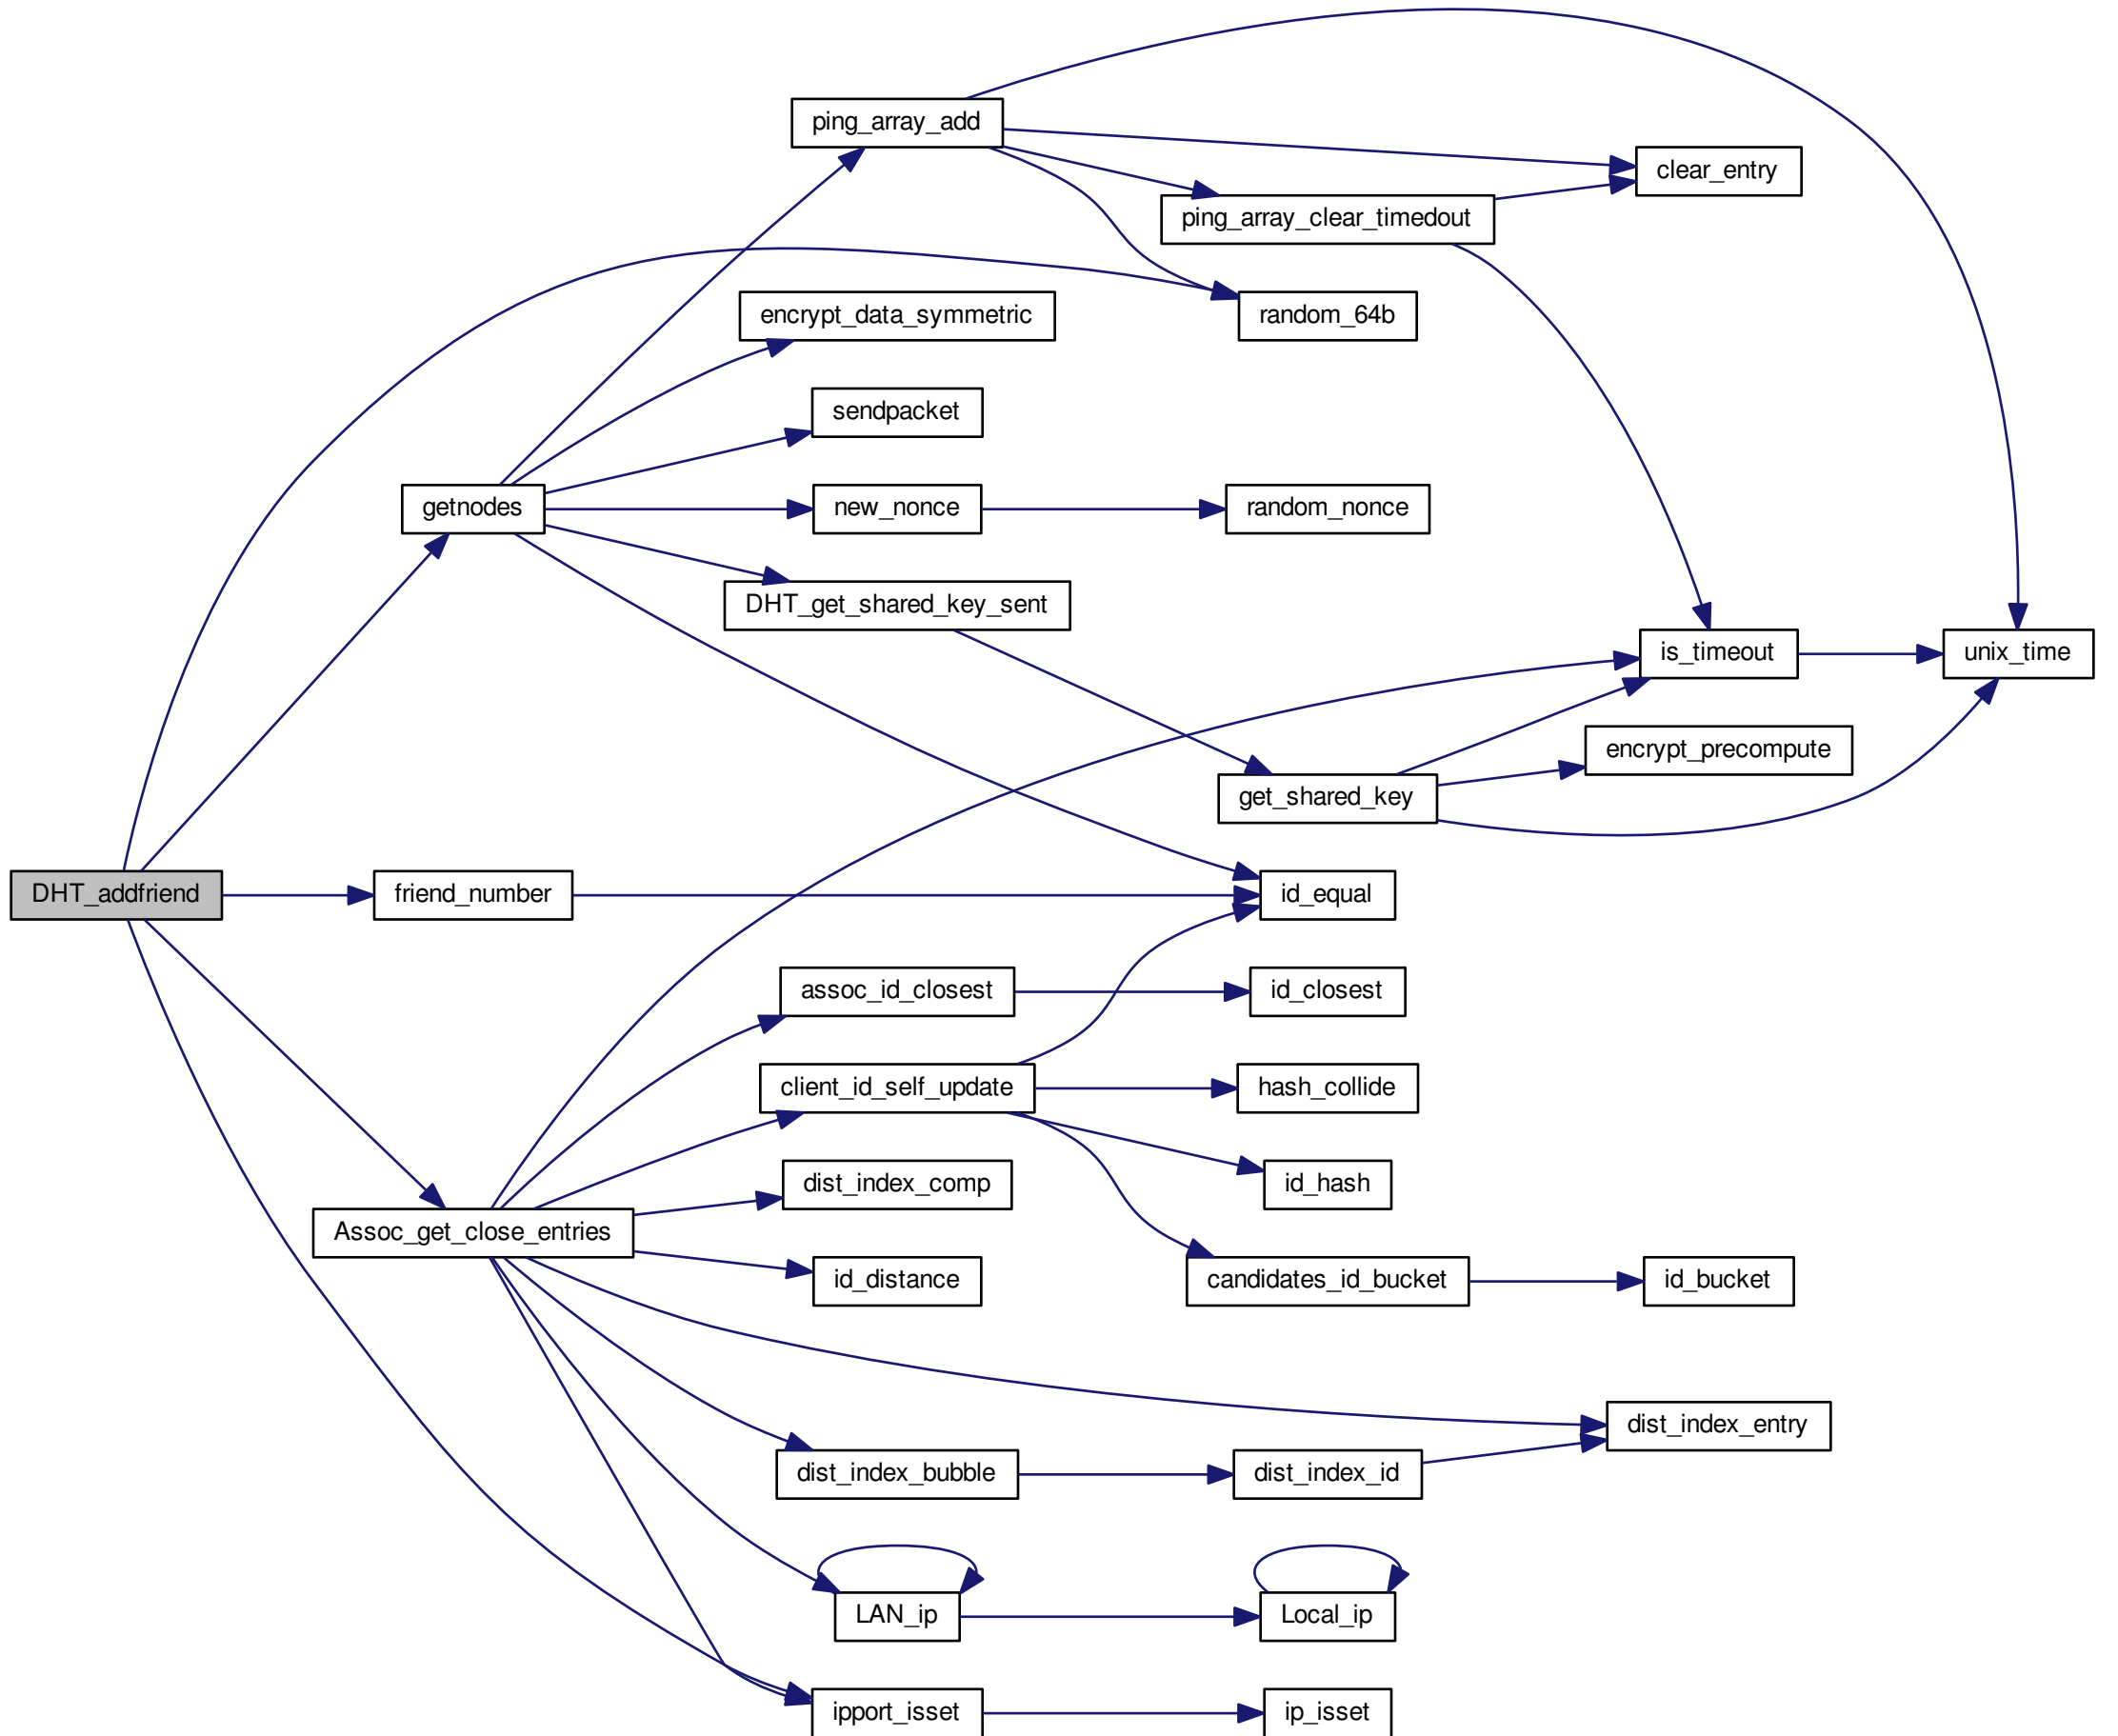 ping_array_add
clear_entry
ping_array_clear_timedout
encrypt_data_symmetric
random_64b
sendpacket
getnodes
new_nonce
random_nonce
DHT_get_shared_key_sent
is_timeout
unix_time
encrypt_precompute
get_shared_key
DHT_addfriend
friend_number
id_equal
assoc_id_closest
id_closest
client_id_self_update
hash_collide
dist_index_comp
id_hash
Assoc_get_close_entries
id_distance
candidates_id_bucket
id_bucket
dist_index_entry
dist_index_bubble
dist_index_id
LAN_ip
Local_ip
ipport_isset
ip_isset